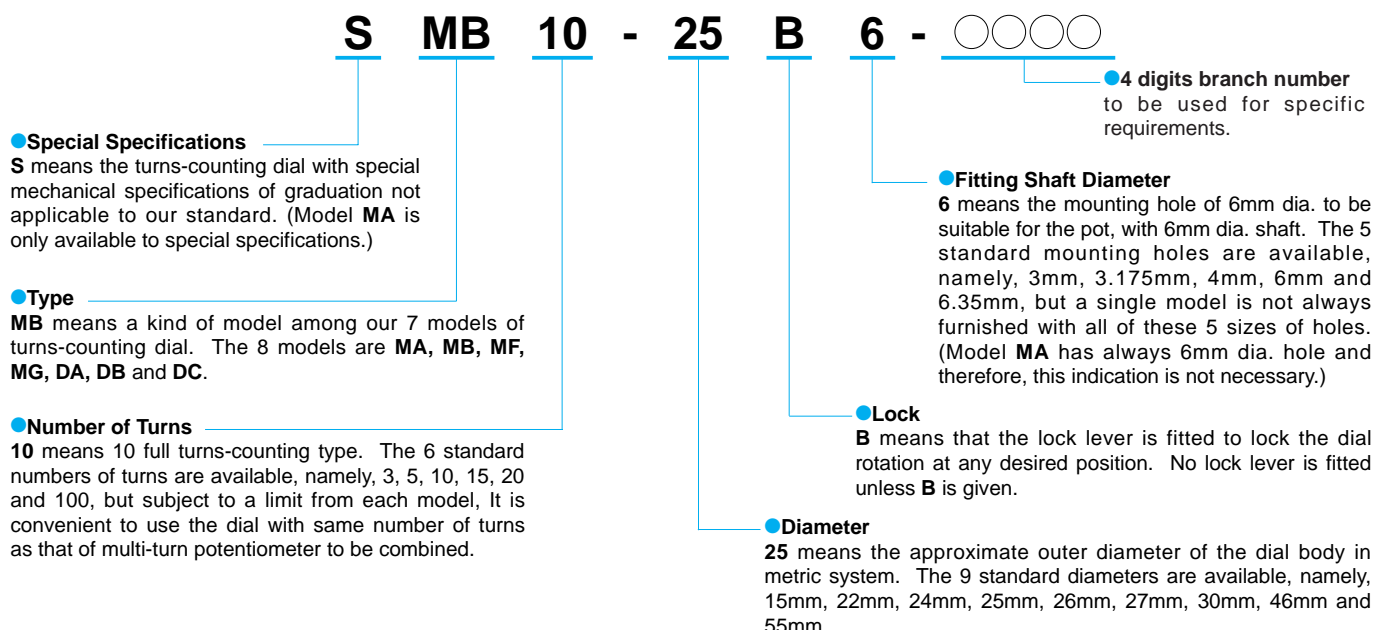 S MB 10 - 25 B 6 - ○○○○
●4 digits branch number
to be used for specific
requirements.
●Special Specifications
S means the turns-counting dial with special
mechanical specifications of graduation not
applicable to our standard. (Model MA is
only available to special specifications.)
●Type
MB means a kind of model among our 7 models of
turns-counting dial. The 8 models are MA, MB, MF,
MG, DA, DB and DC.
●Number of Turns
10 means 10 full turns-counting type. The 6 standard
numbers of turns are available, namely, 3, 5, 10, 15, 20
and 100, but subject to a limit from each model, It is
convenient to use the dial with same number of turns
as that of multi-turn potentiometer to be combined.
●Fitting Shaft Diameter
6 means the mounting hole of 6mm dia. to be
suitable for the pot, with 6mm dia. shaft. The 5
standard mounting holes are available,
namely, 3mm, 3.175mm, 4mm, 6mm and
6.35mm, but a single model is not always
furnished with all of these 5 sizes of holes.
(Model MA has always 6mm dia. hole and
therefore, this indication is not necessary.)
●Lock
B means that the lock lever is fitted to lock the dial
rotation at any desired position. No lock lever is fitted
unless B is given.
●Diameter
25 means the approximate outer diameter of the dial body in
metric system. The 9 standard diameters are available, namely,
15mm, 22mm, 24mm, 25mm, 26mm, 27mm, 30mm, 46mm and
55mm